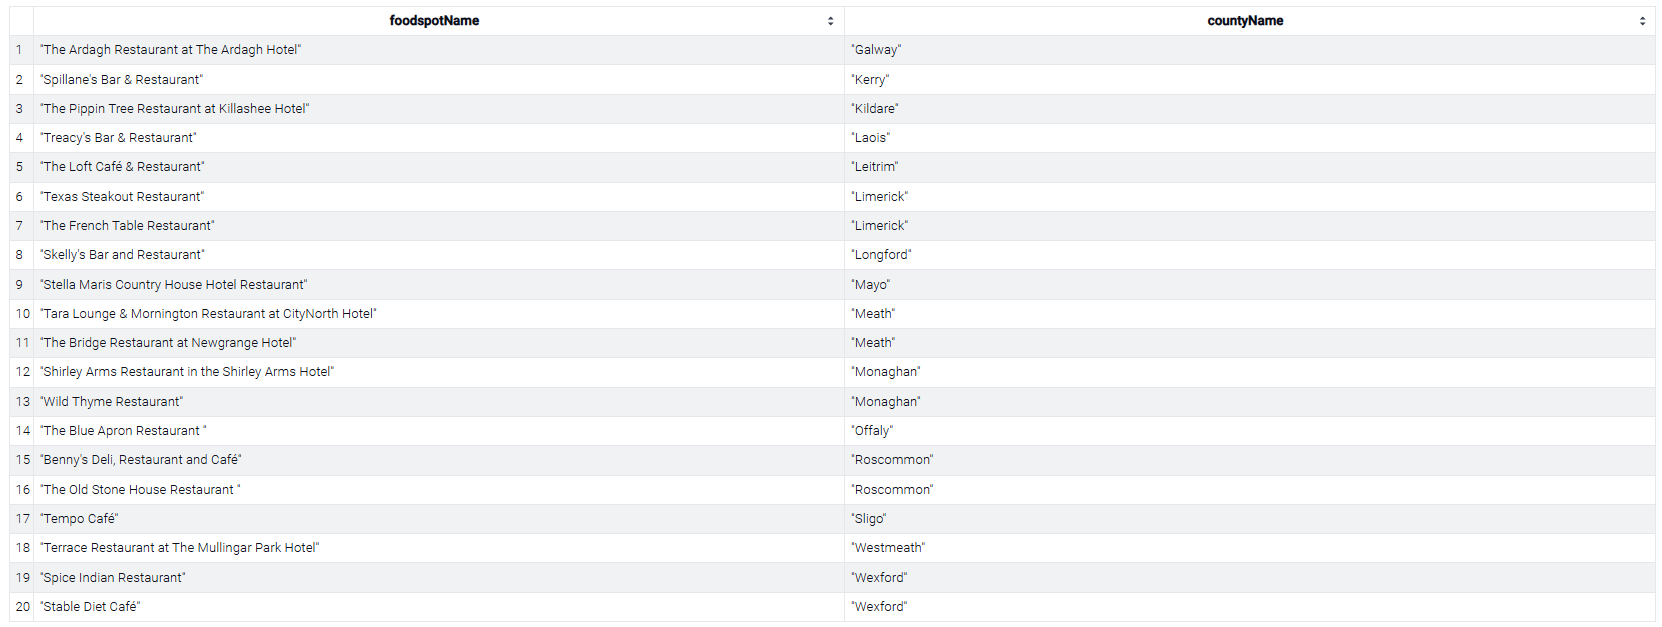 foodspotName countyName
1 "The Ardagh Restaurant at The Ardagh Hotel" "Galway"
2 "Spillane's Bar & Restaurant" "Kerry"
3 "The Pippin Tree Restaurant at Killashee Hotel" "Kildare"
4 "Treacy's Bar & Restaurant" "Laois"
5 "The Loft Café & Restaurant" "Leitrim"
6 "Texas Steakout Restaurant" "Limerick"
7 "The French Table Restaurant" "Limerick"
8 "Skelly's Bar and Restaurant" "Longford"
9 "Stella Maris Country House Hotel Restaurant" "Mayo"
10 "Tara Lounge & Mornington Restaurant at CityNorth Hotel" "Meath"
11 "The Bridge Restaurant at Newgrange Hotel" "Meath"
12 "Shirley Arms Restaurant in the Shirley Arms Hotel" "Monaghan"
13 "Wild Thyme Restaurant" "Monaghan"
14 "The Blue Apron Restaurant " "Offaly"
15 "Benny's Deli, Restaurant and Café" "Roscommon"
16 "The Old Stone House Restaurant " "Roscommon"
17 "Tempo Café" "Sligo"
18 "Terrace Restaurant at The Mullingar Park Hotel" "Westmeath"
19 "Spice Indian Restaurant" "Wexford"
20 "Stable Diet Café" "Wexford"